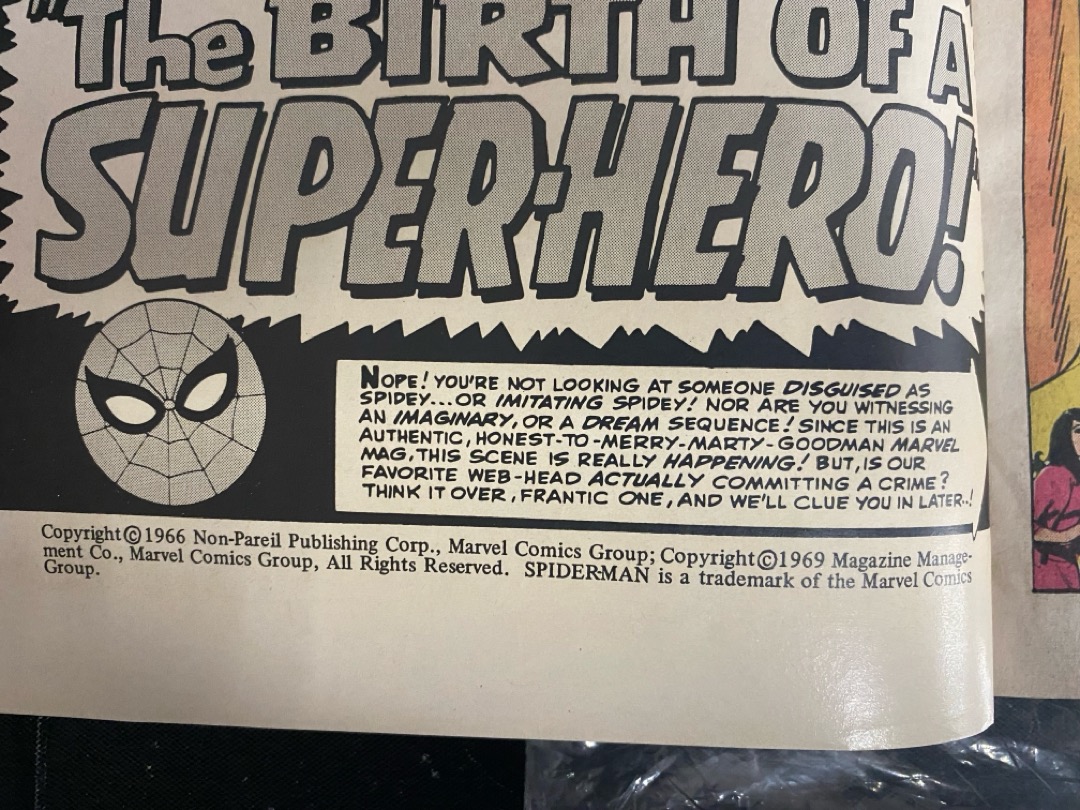 "The BIRTH OF A
SUPER-HERO!"
NOPE! YOU'RE NOT LOOKING AT SOMEONE DISGUISED AS
SPIDEY...OR IMITATING SPIDEY! NOR ARE YOU WITNESSING
AN IMAGINARY, OR A DREAM SEQUENCE! SINCE THIS IS AN
AUTHENTIC, HONEST-TO-MERRY-MARTY-GOODMAN MARVEL
MAG, THIS SCENE IS REALLY HAPPENING! BUT, IS OUR
FAVORITE WEB-HEAD ACTUALLY COMMITTING A CRIME?
THINK IT OVER, FRANTIC ONE, AND WE'LL CLUE YOU IN LATER..!
Copyright©1966 Non-Pareil Publishing Corp., Marvel Comics Group; Copyright©1969 Magazine Manage-
ment Co., Marvel Comics Group, All Rights Reserved. SPIDER-MAN is a trademark of the Marvel Comics
Group.